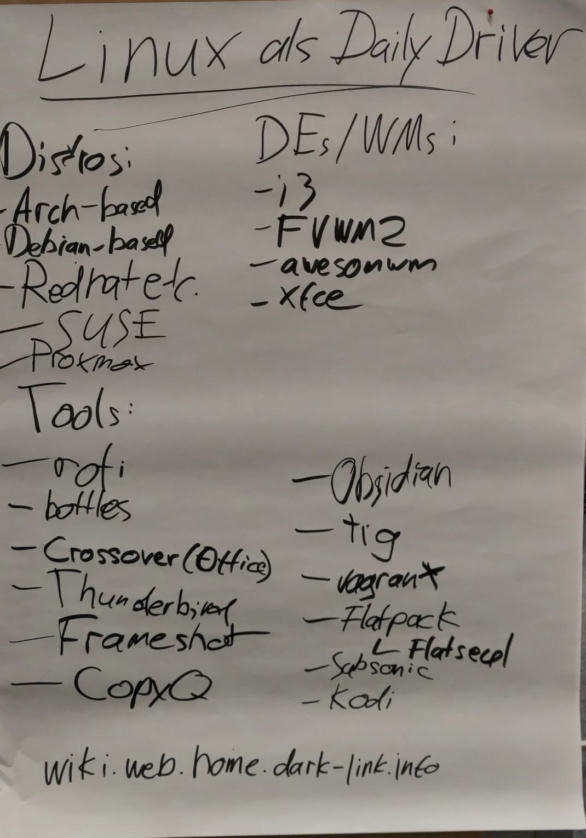 Linux als Daily Driver
Distros:
-Arch-based
Debian-based
-Redhat etc.
- SUSE
-Proxmox
DEs/WMs:
-i3
-FVWM2
-awesomwm
-xfce
Tools:
-rofi
-bottles
-Crossover(Office)
-Thunderbird
-Frameshot
-CopyQ
-Obsidian
-tig
-vagrant
-Flatpack
Flatseal
-Subsonic
-Kodi
wiki.web.home.dark-link.info